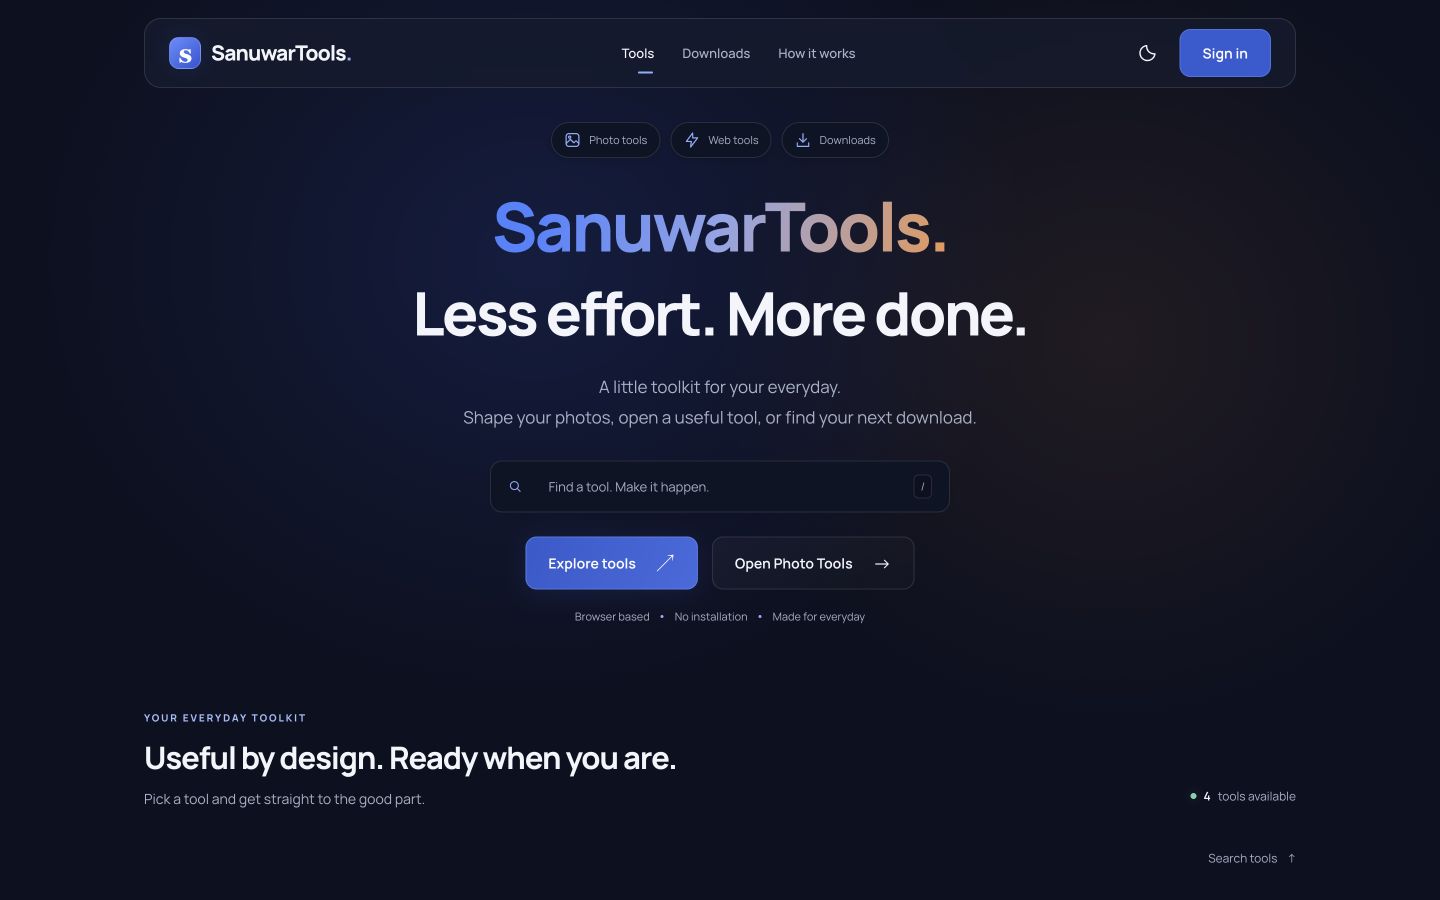 s SanuwarTools.
Tools Downloads How it works
Sign in
Photo tools Web tools Downloads
SanuwarTools.
Less effort. More done.
A little toolkit for your everyday.
Shape your photos, open a useful tool, or find your next download.
Find a tool. Make it happen. /
Explore tools ↗ Open Photo Tools →
Browser based • No installation • Made for everyday
YOUR EVERYDAY TOOLKIT
Useful by design. Ready when you are.
Pick a tool and get straight to the good part.
4 tools available
Search tools ↑